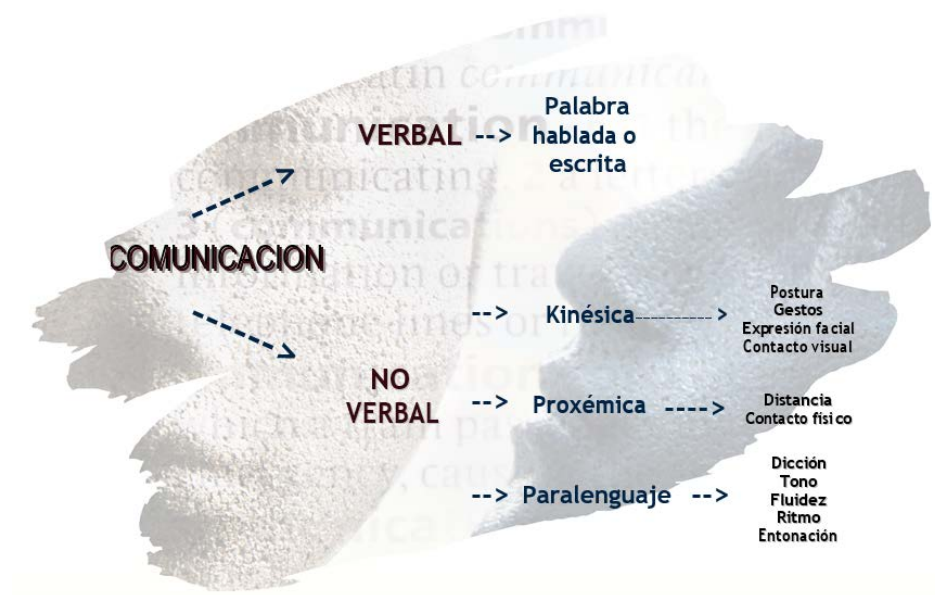 VERBAL --> Palabra
hablada o
escrita
COMUNICACION
NO
VERBAL
--> Kinésica ----------- >
Postura
Gestos
Expresión facial
Contacto visual
--> Proxémica ---->
Distancia
Contacto físico
--> Paralenguaje -->
Dicción
Tono
Fluidez
Ritmo
Entonación